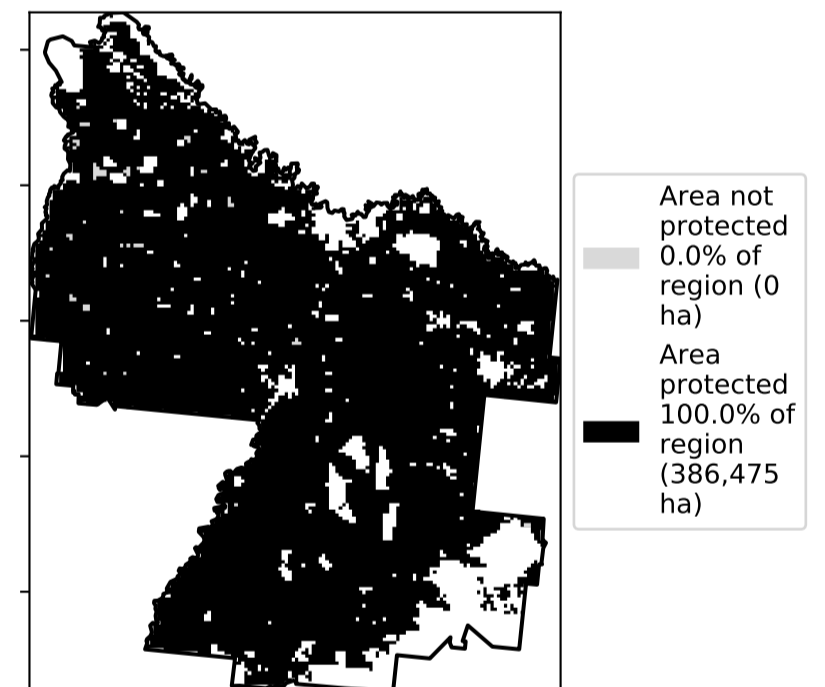 Area not
protected
0.0% of
region (0
ha)
Area
protected
100.0% of
region
(386,475
ha)